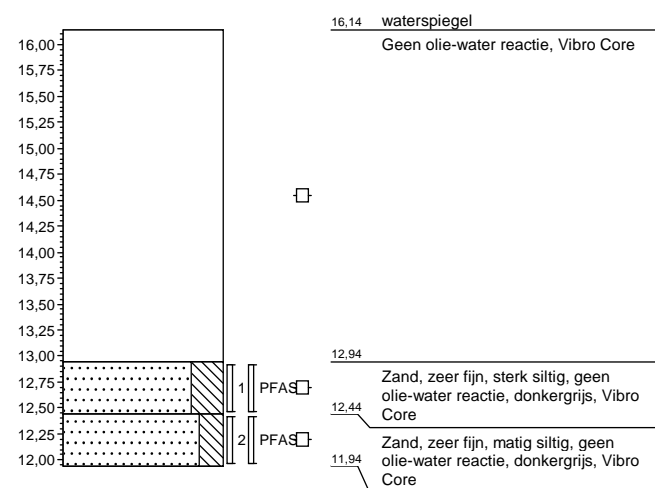 16,14 waterspiegel
Geen olie-water reactie, Vibro Core
16,00
15,75
15,50
15,25
15,00
14,75
14,50
14,25
14,00
13,75
13,50
13,25
13,00
12,75
12,50
12,25
12,00
1 PFAS
2 PFAS
12,94
Zand, zeer fijn, sterk siltig, geen
olie-water reactie, donkergrijs, Vibro
Core
12,44
Zand, zeer fijn, matig siltig, geen
olie-water reactie, donkergrijs, Vibro
Core
11,94